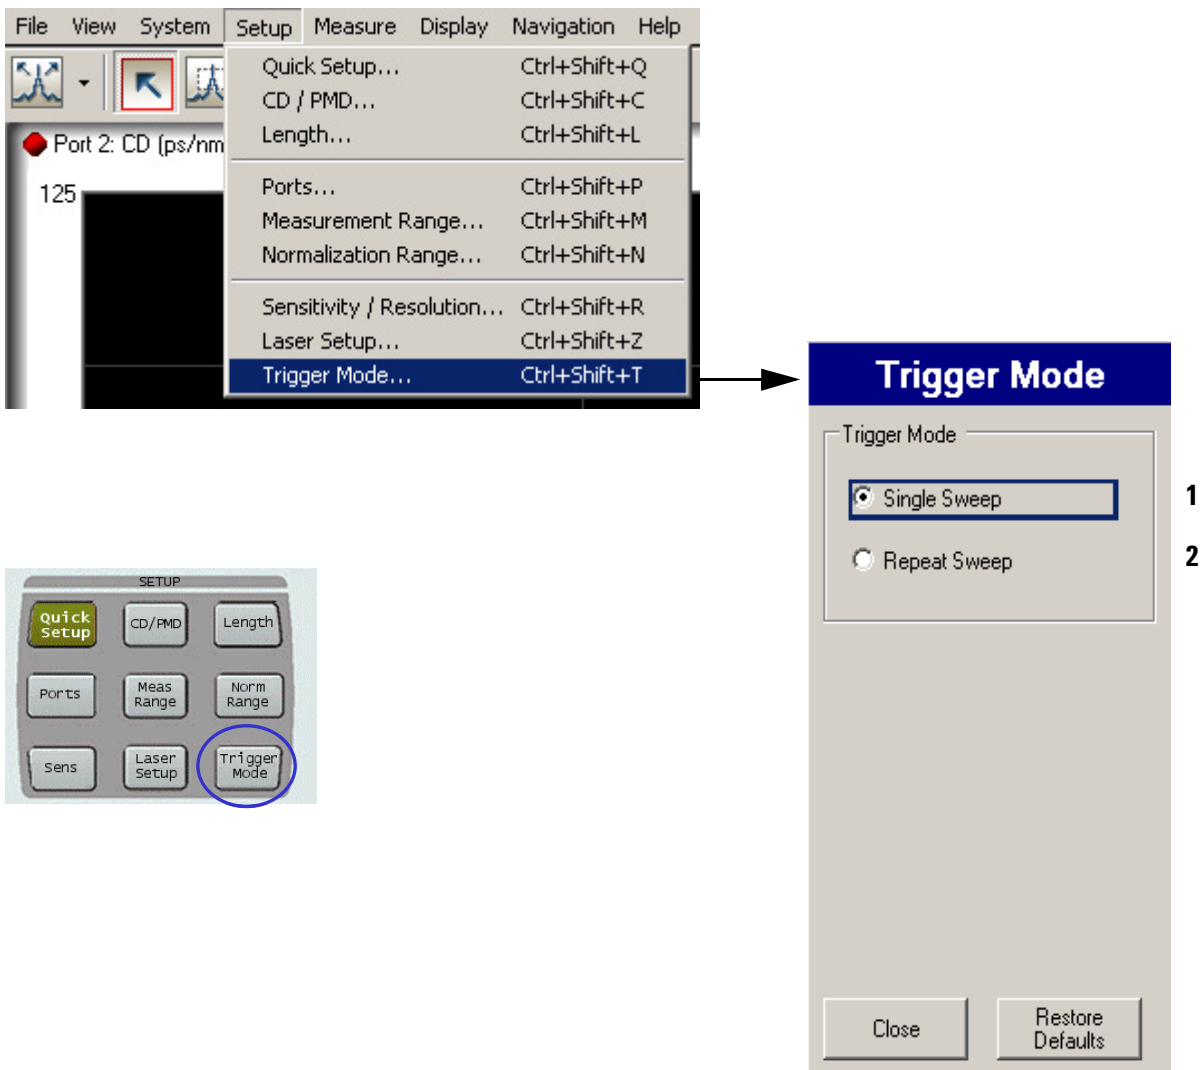 File View System Setup Measure Display Navigation Help
Quick Setup... Ctrl+Shift+Q
CD / PMD... Ctrl+Shift+C
Length... Ctrl+Shift+L
Port 2: CD (ps/nm
125
Ports... Ctrl+Shift+P
Measurement Range... Ctrl+Shift+M
Normalization Range... Ctrl+Shift+N
Sensitivity / Resolution... Ctrl+Shift+R
Laser Setup... Ctrl+Shift+Z
Trigger Mode... Ctrl+Shift+T
Trigger Mode
Trigger Mode
Single Sweep 1
Repeat Sweep 2
SETUP
Quick
Setup
CD/PMD
Length
Ports
Meas
Range
Norm
Range
Sens
Laser
Setup
Trigger
Mode
Close
Restore
Defaults